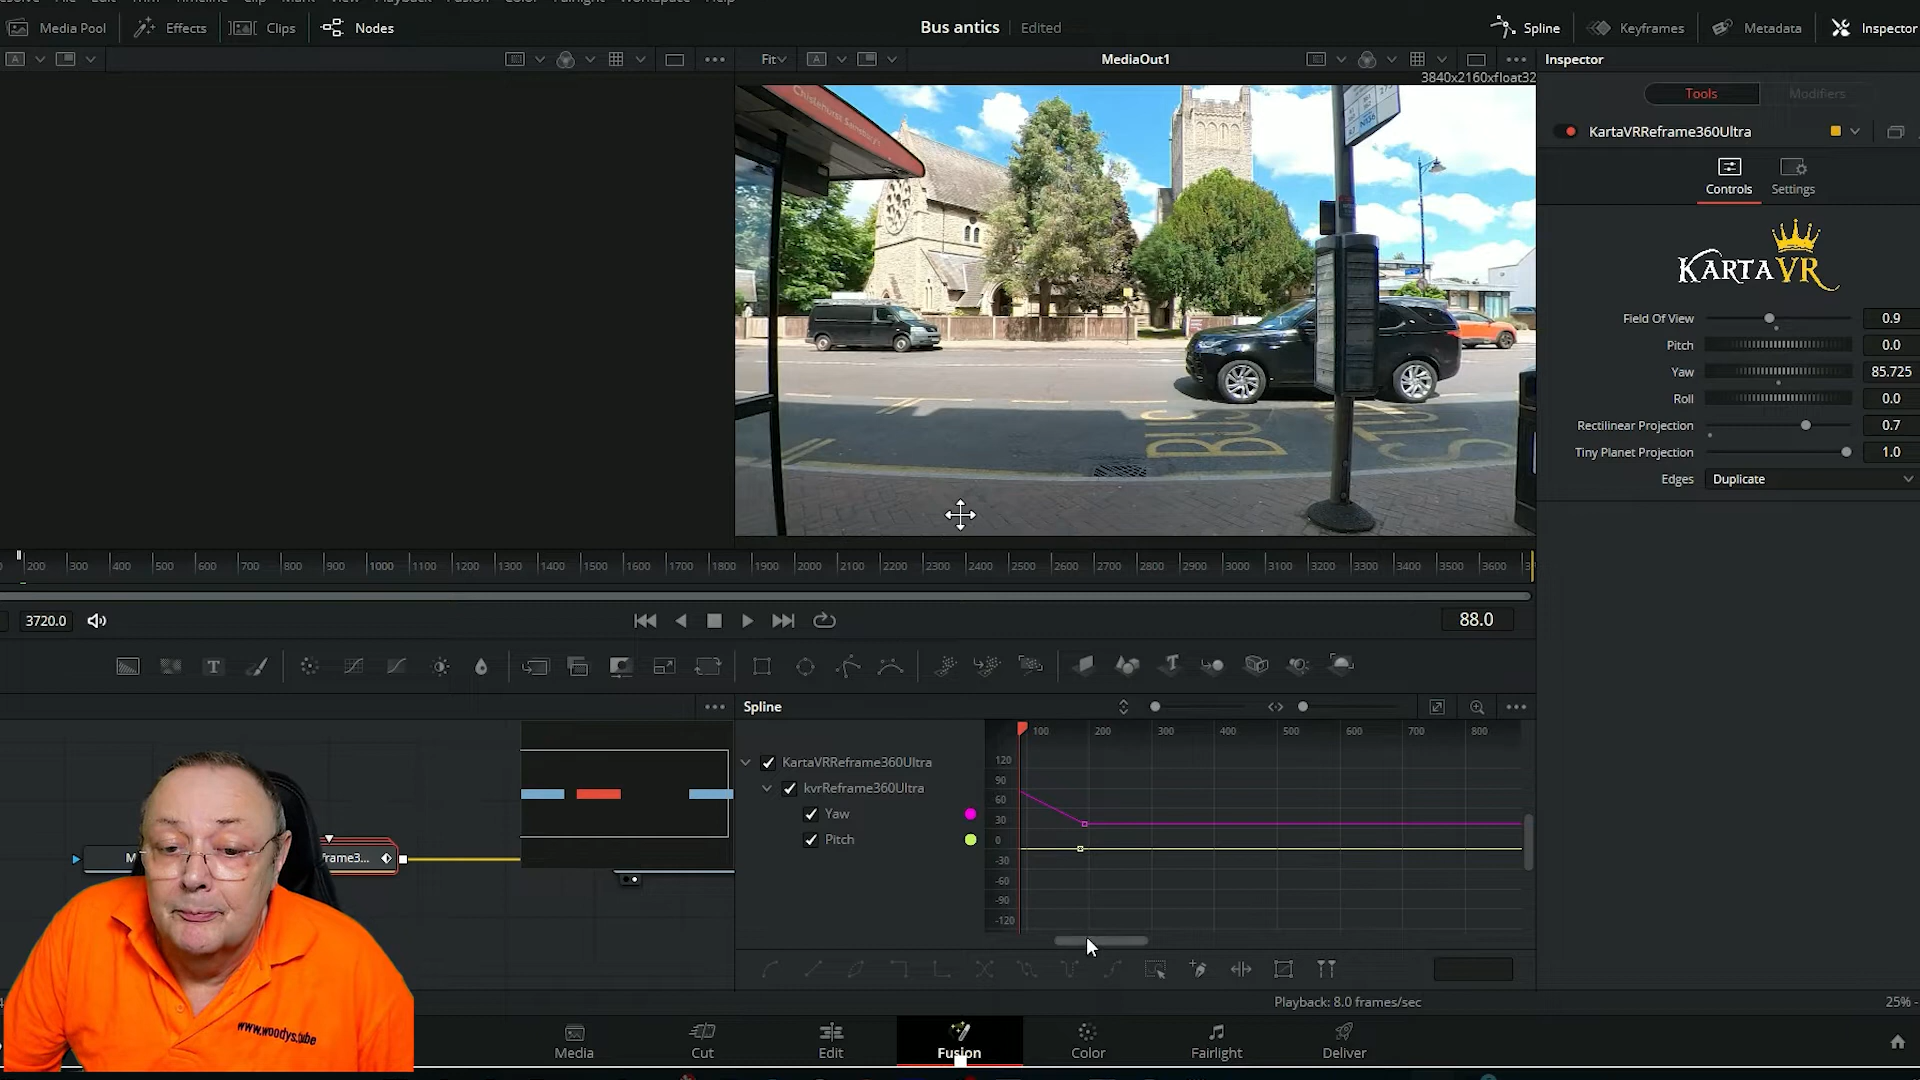 Media Pool
Effects
Clips
Nodes
Bus antics
Edited
Spline
Keyframes
Metadata
Inspector
Fit
MediaOut1
Inspector
3840x2160xfloat32
Tools
Modifiers
KartaVRReframe360Ultra
Controls
Settings
KARTAVR
Field Of View
0.9
Pitch
0.0
Yaw
85.725
Roll
0.0
Rectilinear Projection
0.7
Tiny Planet Projection
1.0
Edges
Duplicate
BUS
200 300 400 500 600 700 800 900 1000 1100 1200 1300 1400 1500 1600 1700 1800 1900 2000 2100 2200 2300 2400 2500 2600 2700 2800 2900 3000 3100 3200 3300 3400 3500 3600
3720.0
88.0
Spline
100 200 300 400 500 600 700 800
KartaVRReframe360Ultra
kvrReframe360Ultra
Yaw
Pitch
120
90
60
30
0
-30
-60
-90
-120
M
frame3...
www.woodys.tube
Playback: 8.0 frames/sec
25%
Media
Cut
Edit
Fusion
Color
Fairlight
Deliver